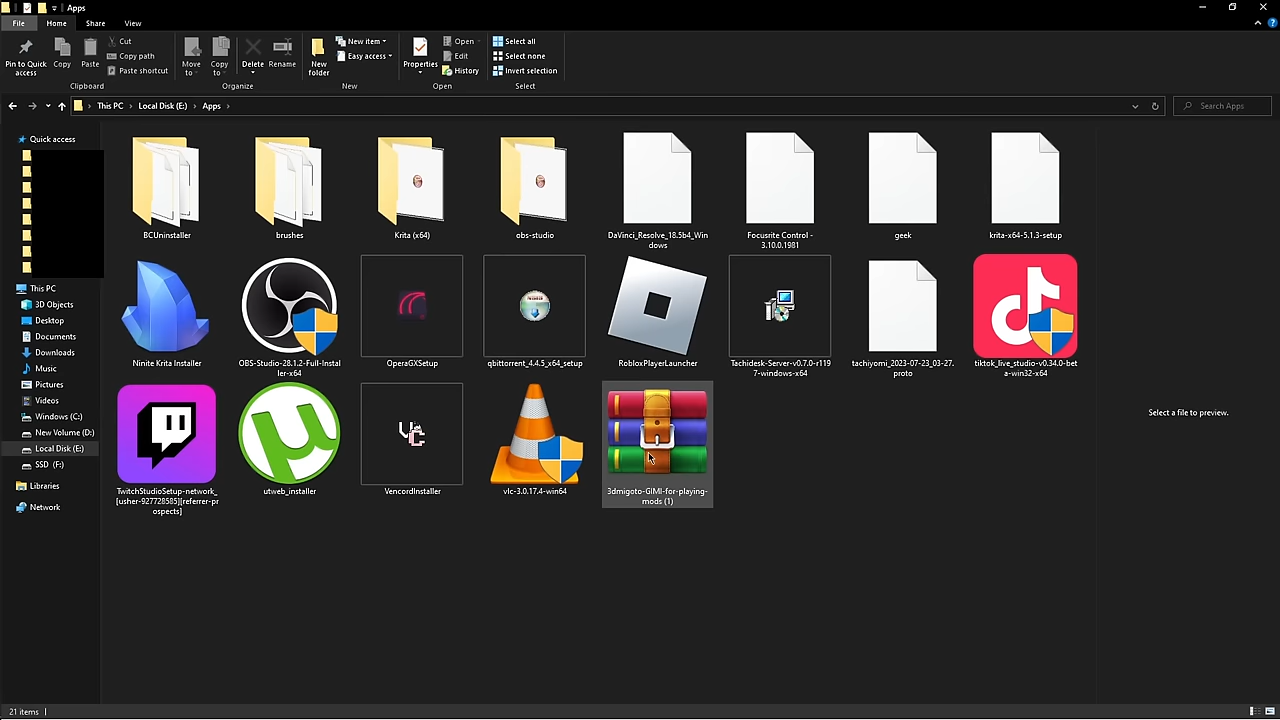 Apps
File
Home
Share
View
Pin to Quick
access
Copy
Paste
Cut
Copy path
Paste shortcut
Clipboard
Move
to
Copy
to
Delete
Rename
Organize
New
folder
New item
Easy access
New
Properties
Open
Edit
History
Open
Select all
Select none
Invert selection
Select
This PC
Local Disk (E:)
Apps
Search Apps
Quick access
This PC
3D Objects
Desktop
Documents
Downloads
Music
Pictures
Videos
Windows (C:)
New Volume (D:)
Local Disk (E:)
SSD (F:)
Libraries
Network
BCUninstaller
brushes
Krita (x64)
obs-studio
DaVinci_Resolve_18.5b4_Win
dows
Focusrite Control -
3.10.0.1981
geek
krita-x64-5.1.3-setup
Ninite Krita Installer
OBS-Studio-28.1.2-Full-Instal
ler-x64
OperaGXSetup
qbittorrent_4.4.5_x64_setup
RobloxPlayerLauncher
Tachidesk-Server-v0.7.0-r119
7-windows-x64
tachiyomi_2023-07-23_03-27.
proto
tiktok_live_studio-v0.34.0-bet
a-win32-x64
TwitchStudioSetup-network_
[usher-927728585][referrer-pr
ospects]
utweb_installer
VencordInstaller
vlc-3.0.17.4-win64
3dmigoto-GIMI-for-playing-
mods (1)
Select a file to preview.
21 items